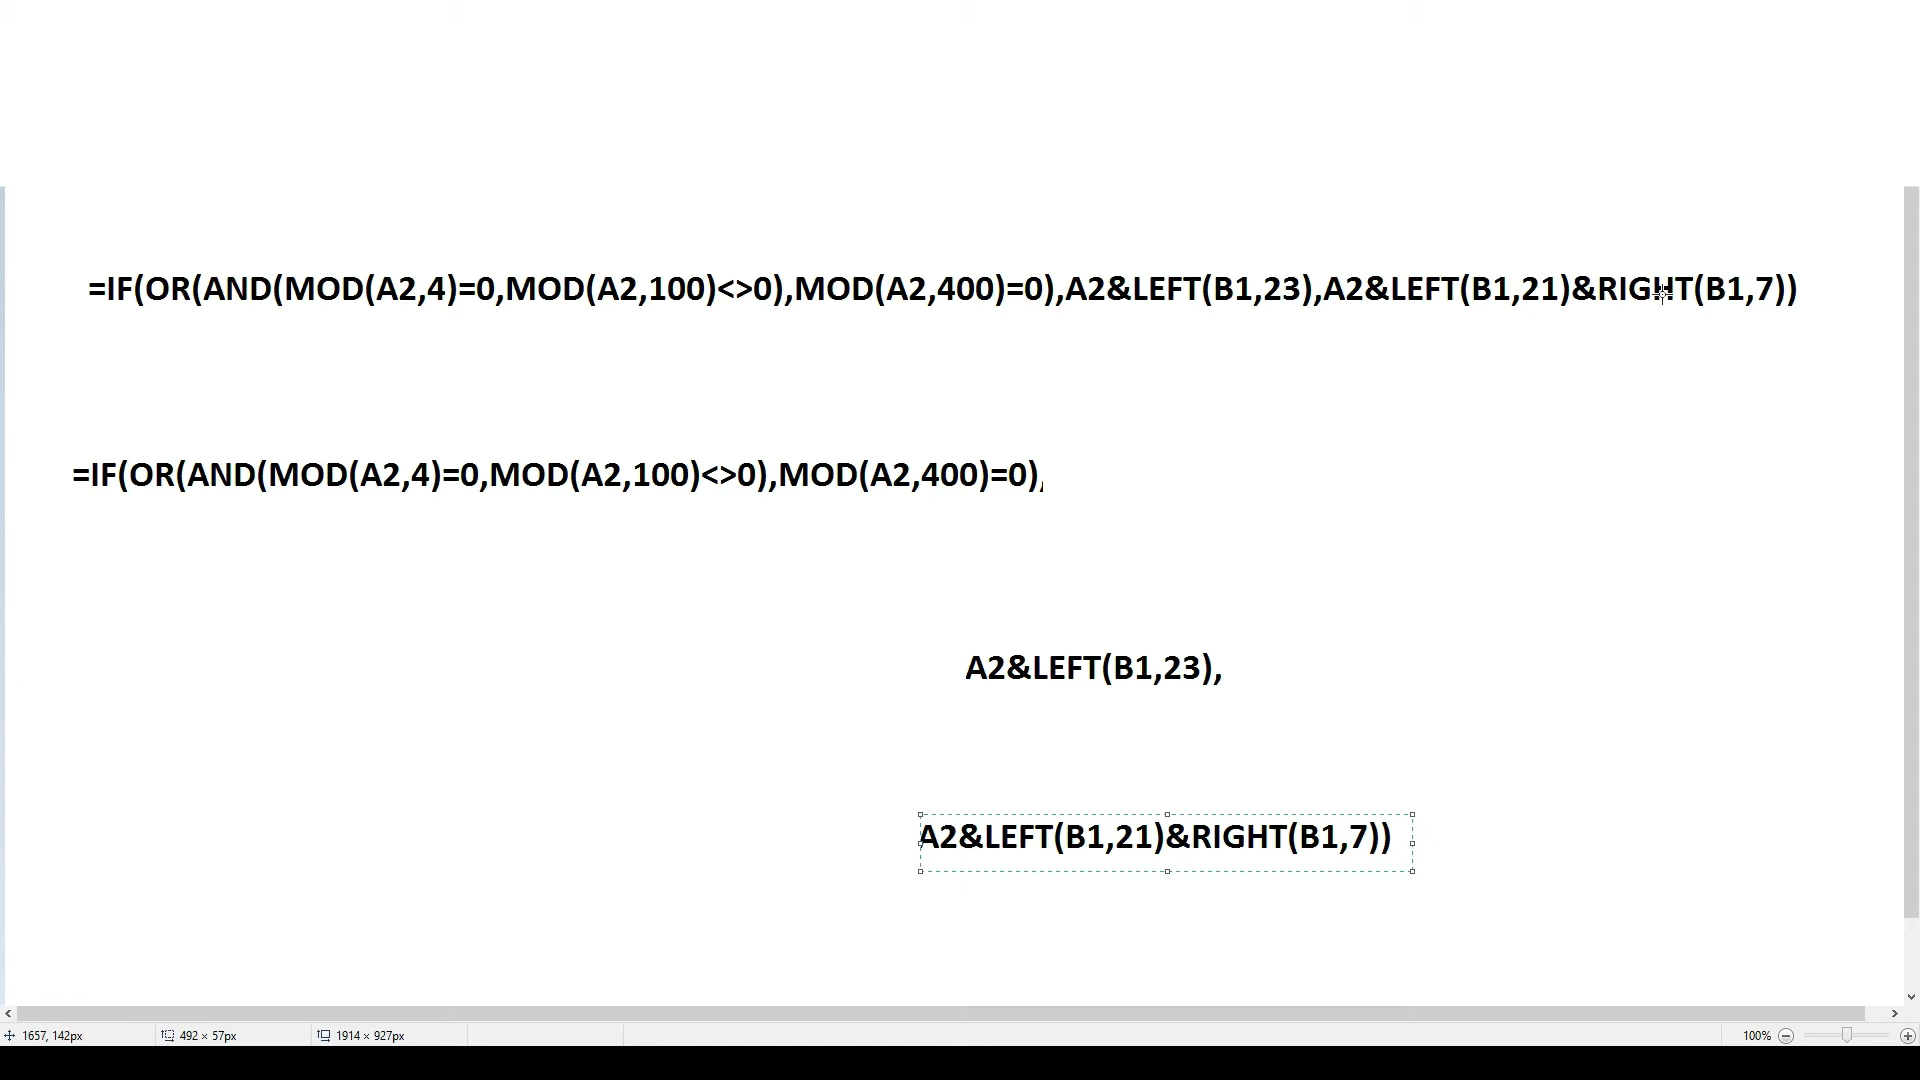 =IF(OR(AND(MOD(A2,4)=0,MOD(A2,100)<>0),MOD(A2,400)=0),A2&LEFT(B1,23),A2&LEFT(B1,21)&RIGHT(B1,7))
=IF(OR(AND(MOD(A2,4)=0,MOD(A2,100)<>0),MOD(A2,400)=0),
A2&LEFT(B1,23),
A2&LEFT(B1,21)&RIGHT(B1,7))
1657, 142px 492 × 57px 1914 × 927px 100%